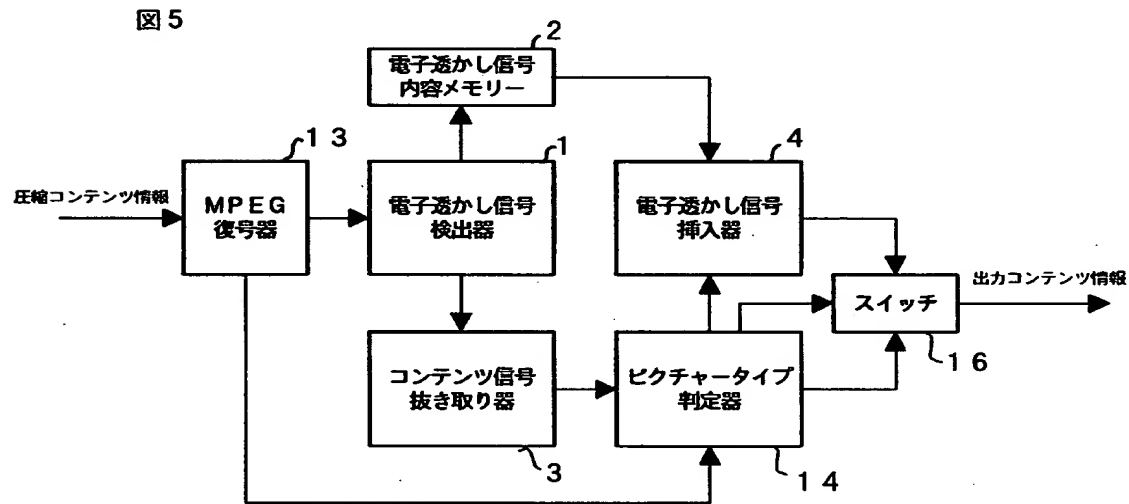 図5
2
電子透かし信号
内容メモリー
13
1
4
圧縮コンテンツ情報
MPEG
復号器
電子透かし信号
検出器
電子透かし信号
挿入器
スイッチ
出力コンテンツ情報
16
コンテンツ信号
抜き取り器
ピクチャータイプ
判定器
3
14